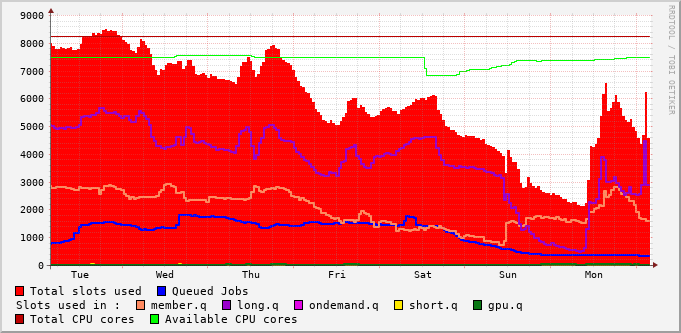 9000
8000
7000
6000
5000
4000
3000
2000
1000
0
Tue Wed Thu Fri Sat Sun Mon
Total slots used Queued Jobs
Slots used in : member.q long.q ondemand.q short.q gpu.q
Total CPU cores Available CPU cores
RRDTOOL / TOBI OETIKER